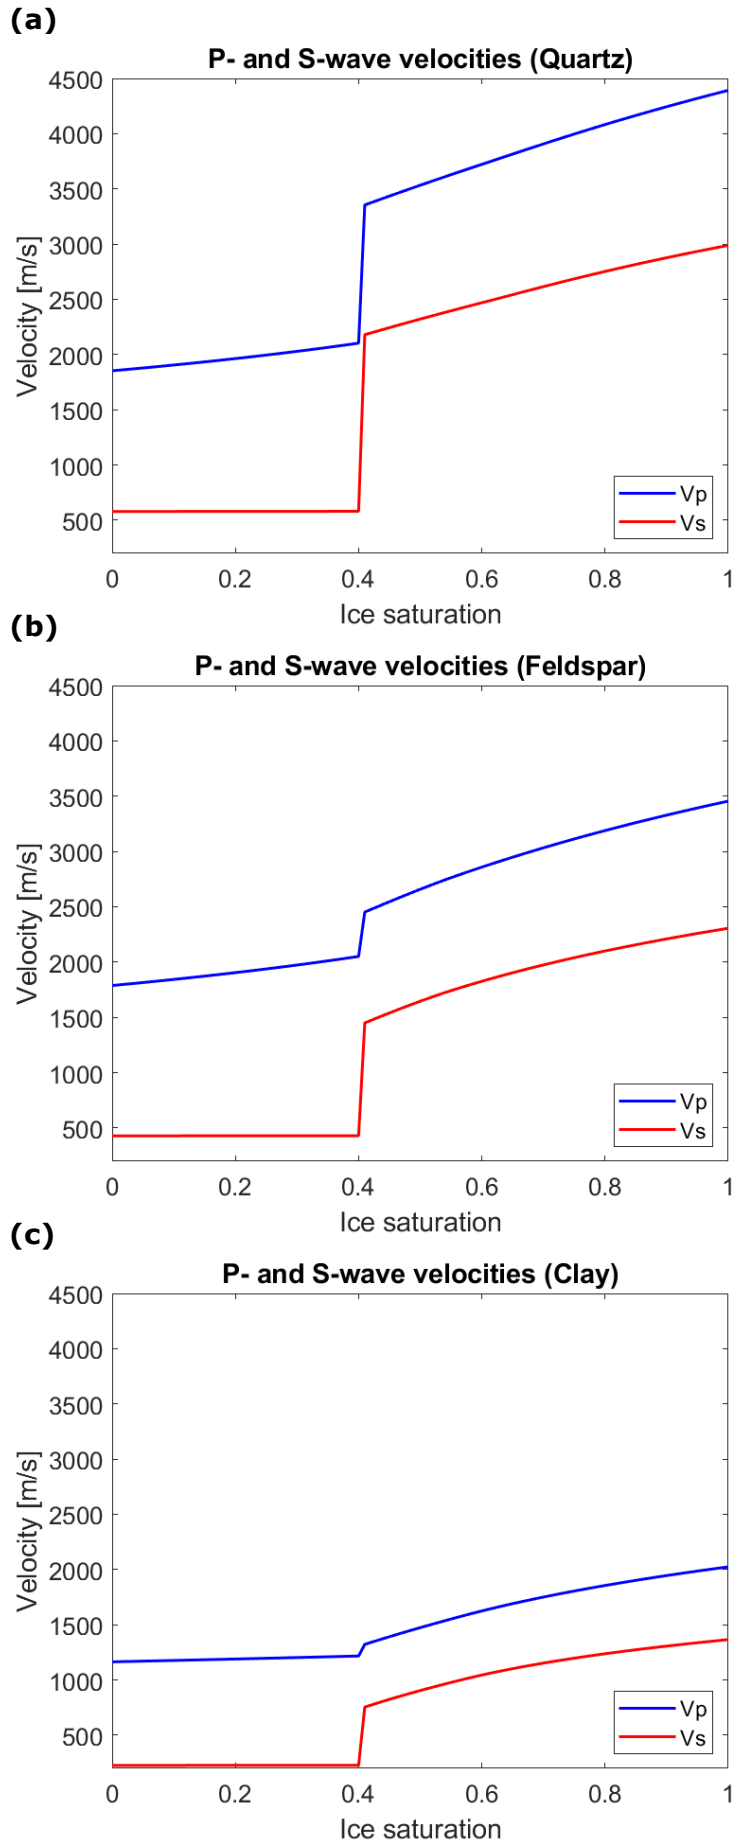 (a)
P- and S-wave velocities (Quartz)
4500
4000
3500
3000
2500
2000
1500
1000
500
Velocity [m/s]
Vp
Vs
0 0.2 0.4 0.6 0.8 1
Ice saturation
(b)
P- and S-wave velocities (Feldspar)
4500
4000
3500
3000
2500
2000
1500
1000
500
Velocity [m/s]
Vp
Vs
0 0.2 0.4 0.6 0.8 1
Ice saturation
(c)
P- and S-wave velocities (Clay)
4500
4000
3500
3000
2500
2000
1500
1000
500
Velocity [m/s]
Vp
Vs
0 0.2 0.4 0.6 0.8 1
Ice saturation